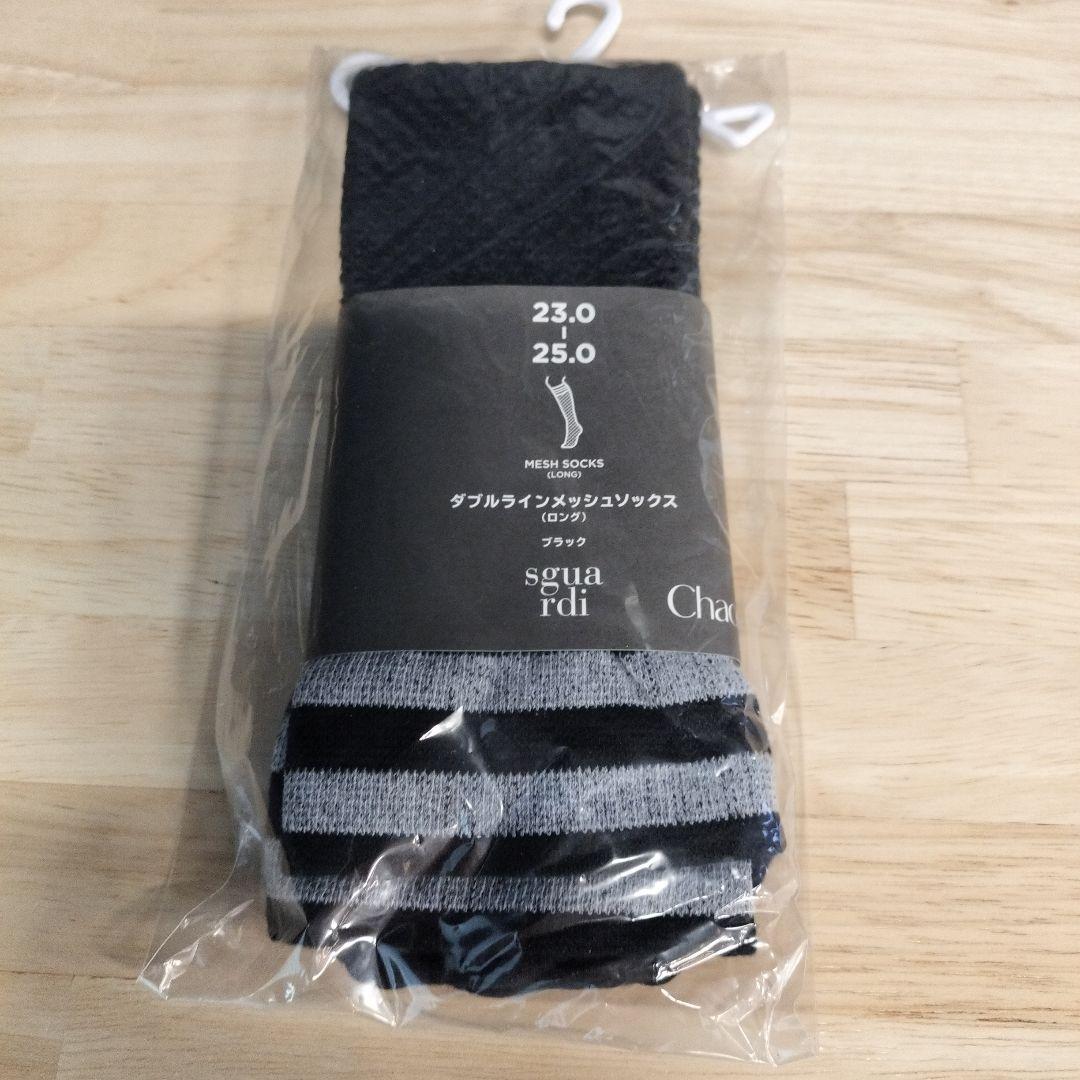 23.0
-
25.0
MESH SOCKS
(LONG)
ダブルラインメッシュソックス
(ロング)
ブラック
sgua
rdi